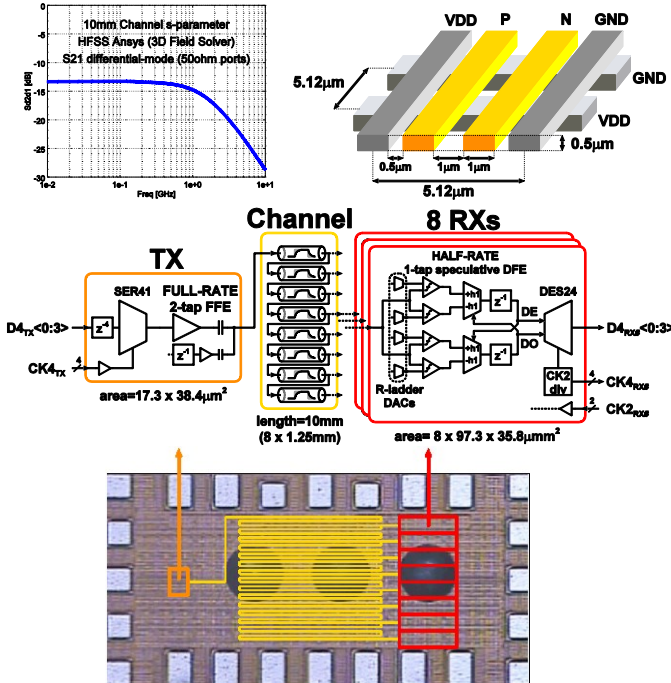 10mm Channel s-parameter
HFSS Ansys (3D Field Solver)
S21 differential-mode (50ohm ports)
Sd2d1 [dB]
0
-5
-10
-15
-20
-25
-30
1e-2
1e-1
1e+0
1e+1
Freq [GHz]
VDD
P
N
GND
5.12μm
GND
VDD
0.5μm
0.5μm
1μm
1μm
5.12μm
Channel
8 RXs
TX
SER41
FULL-RATE
2-tap FFE
HALF-RATE
1-tap speculative DFE
DES24
D4TX<0:3>
z-4
z-1
CK4TX
4
+h1
-h1
z-1
DE
DO
+h1
-h1
z-1
D4RX8<0:3>
CK2
div
4
CK4RX8
2
CK2RX8
R-ladder
DACs
area=17.3 x 38.4μm2
length=10mm
(8 x 1.25mm)
area= 8 x 97.3 x 35.8μmm2